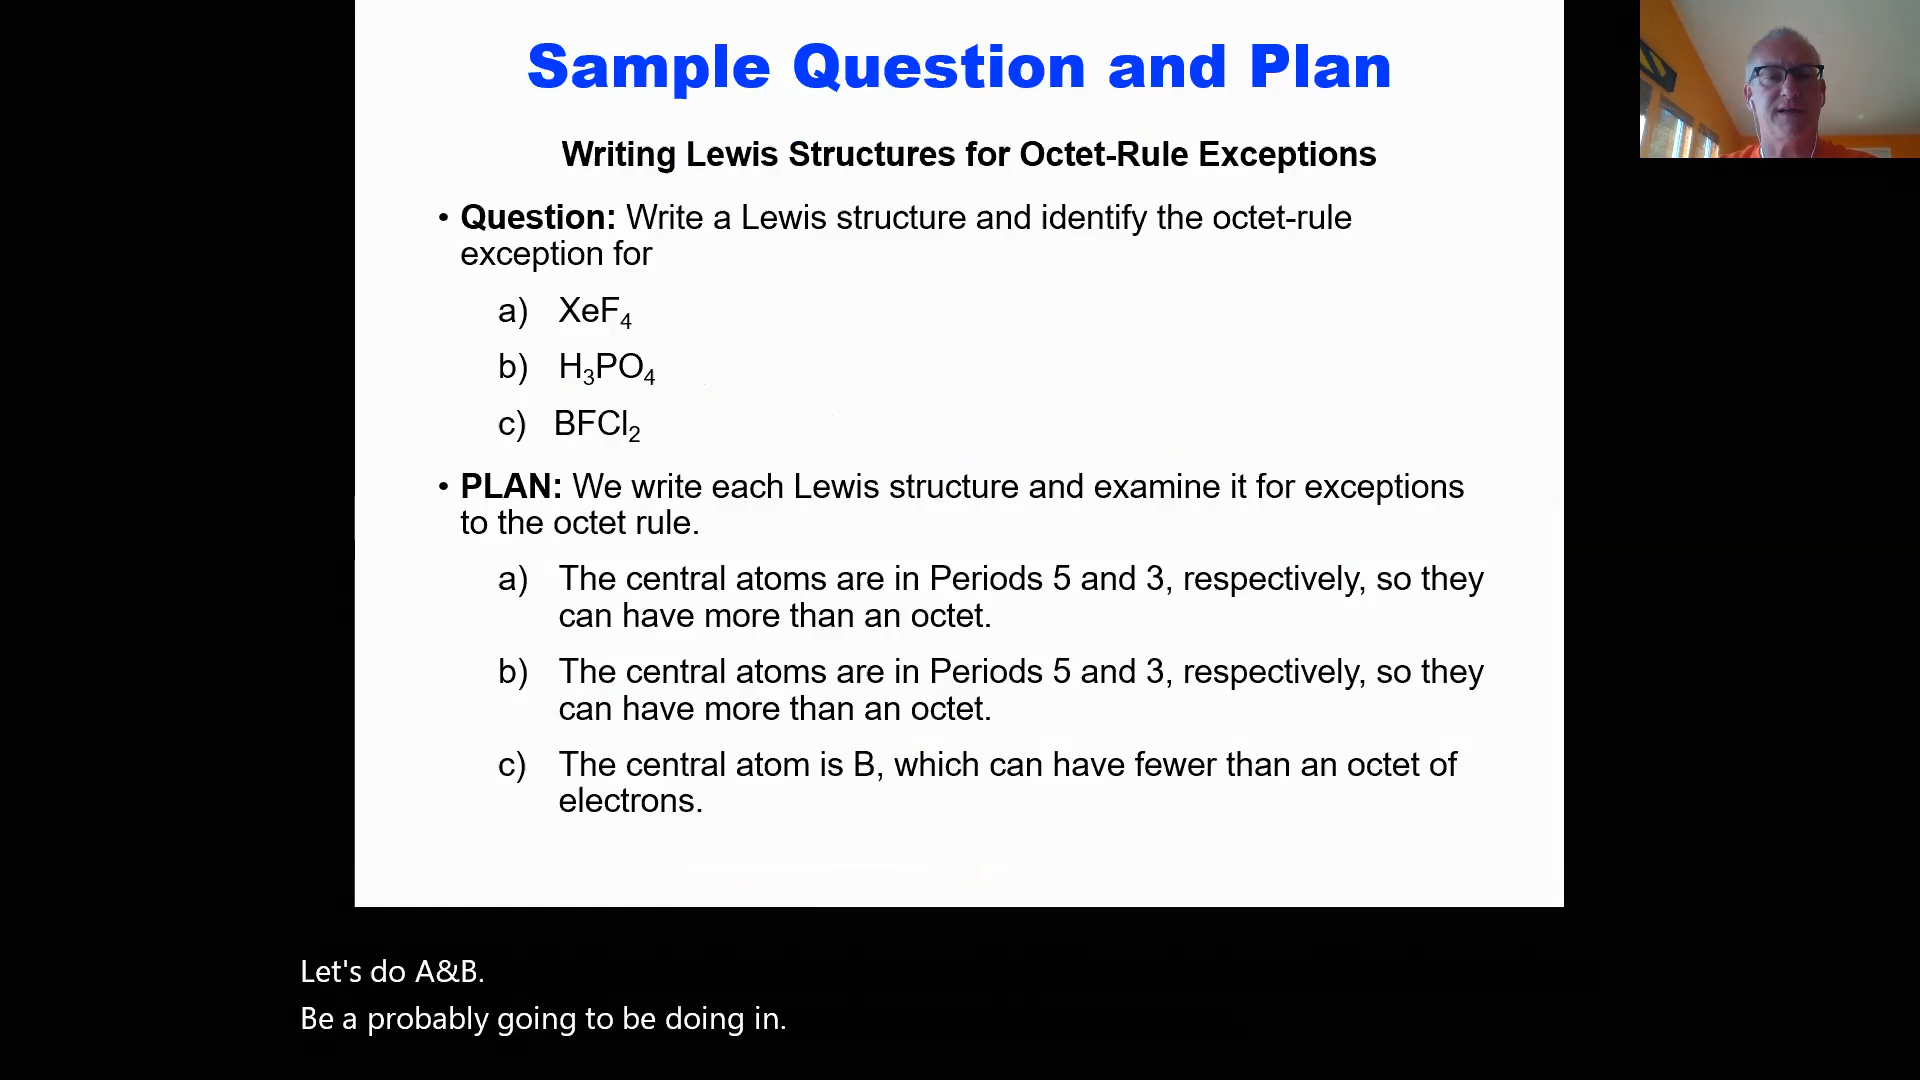 Sample Question and Plan
Writing Lewis Structures for Octet-Rule Exceptions
• Question: Write a Lewis structure and identify the octet-rule
exception for
a) XeF₄
b) H₃PO₄
c) BFCl₂
• PLAN: We write each Lewis structure and examine it for exceptions
to the octet rule.
a) The central atoms are in Periods 5 and 3, respectively, so they
can have more than an octet.
b) The central atoms are in Periods 5 and 3, respectively, so they
can have more than an octet.
c) The central atom is B, which can have fewer than an octet of
electrons.
Let's do A&B.
Be a probably going to be doing in.